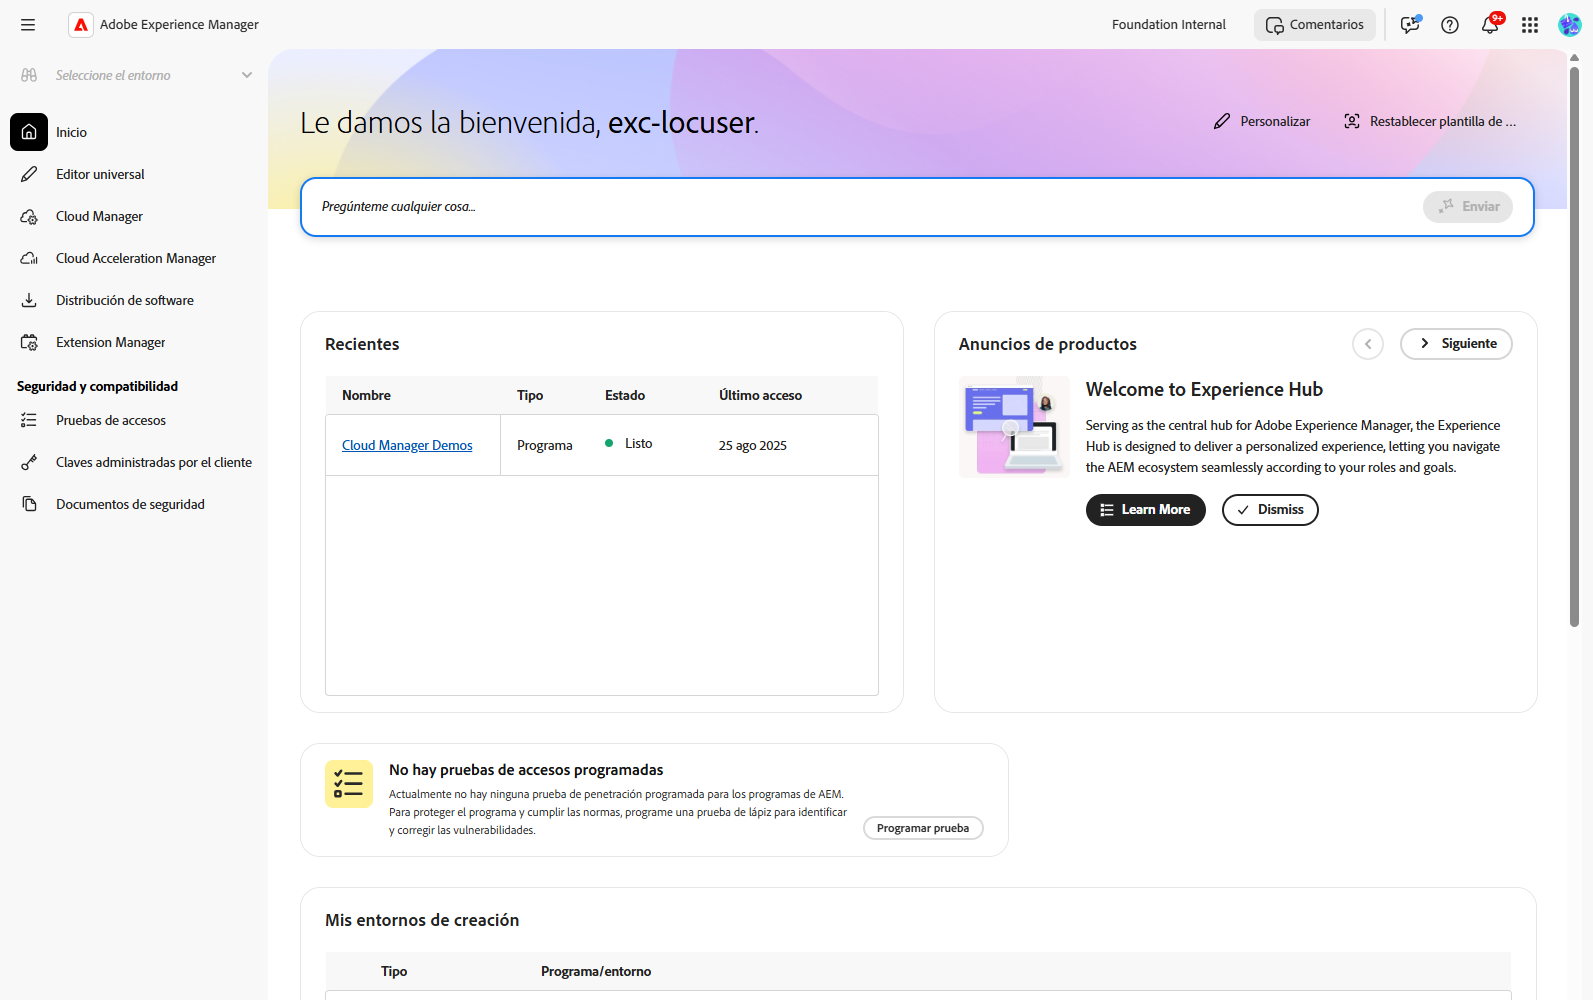 Adobe Experience Manager
Foundation Internal
Comentarios
9+
Seleccione el entorno
Inicio
Editor universal
Cloud Manager
Cloud Acceleration Manager
Distribución de software
Extension Manager
Seguridad y compatibilidad
Pruebas de accesos
Claves administradas por el cliente
Documentos de seguridad
Le damos la bienvenida, exc-locuser.
Personalizar
Restablecer plantilla de ...
Pregúnteme cualquier cosa...
Enviar
Recientes
Nombre Tipo Estado Último acceso
Cloud Manager Demos Programa Listo 25 ago 2025
Anuncios de productos
Siguiente
Welcome to Experience Hub
Serving as the central hub for Adobe Experience Manager, the Experience
Hub is designed to deliver a personalized experience, letting you navigate
the AEM ecosystem seamlessly according to your roles and goals.
Learn More
Dismiss
No hay pruebas de accesos programadas
Actualmente no hay ninguna prueba de penetración programada para los programas de AEM.
Para proteger el programa y cumplir las normas, programe una prueba de lápiz para identificar
y corregir las vulnerabilidades.
Programar prueba
Mis entornos de creación
Tipo Programa/entorno